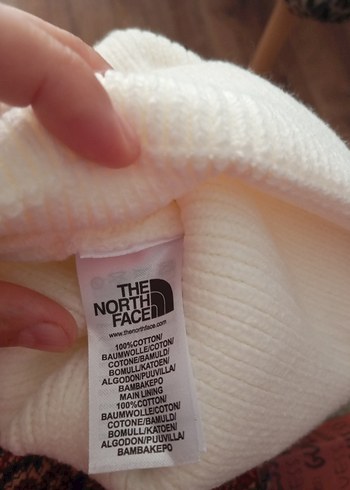 THE
NORTH
FACE
www.thenorthface.com
100%COTTON/
BAUMWOLLE/COTON/
COTONE/BAMULD/
BOMULL/KATOEN/
ALGODON/PUUVILLA/
BAMBAKEPO
MAIN LINING
100%COTTON/
BAUMWOLLE/COTON/
COTONE/BAMULD/
BOMULL/KATOEN/
ALGODON/PUUVILLA/
BAMBAKEPO